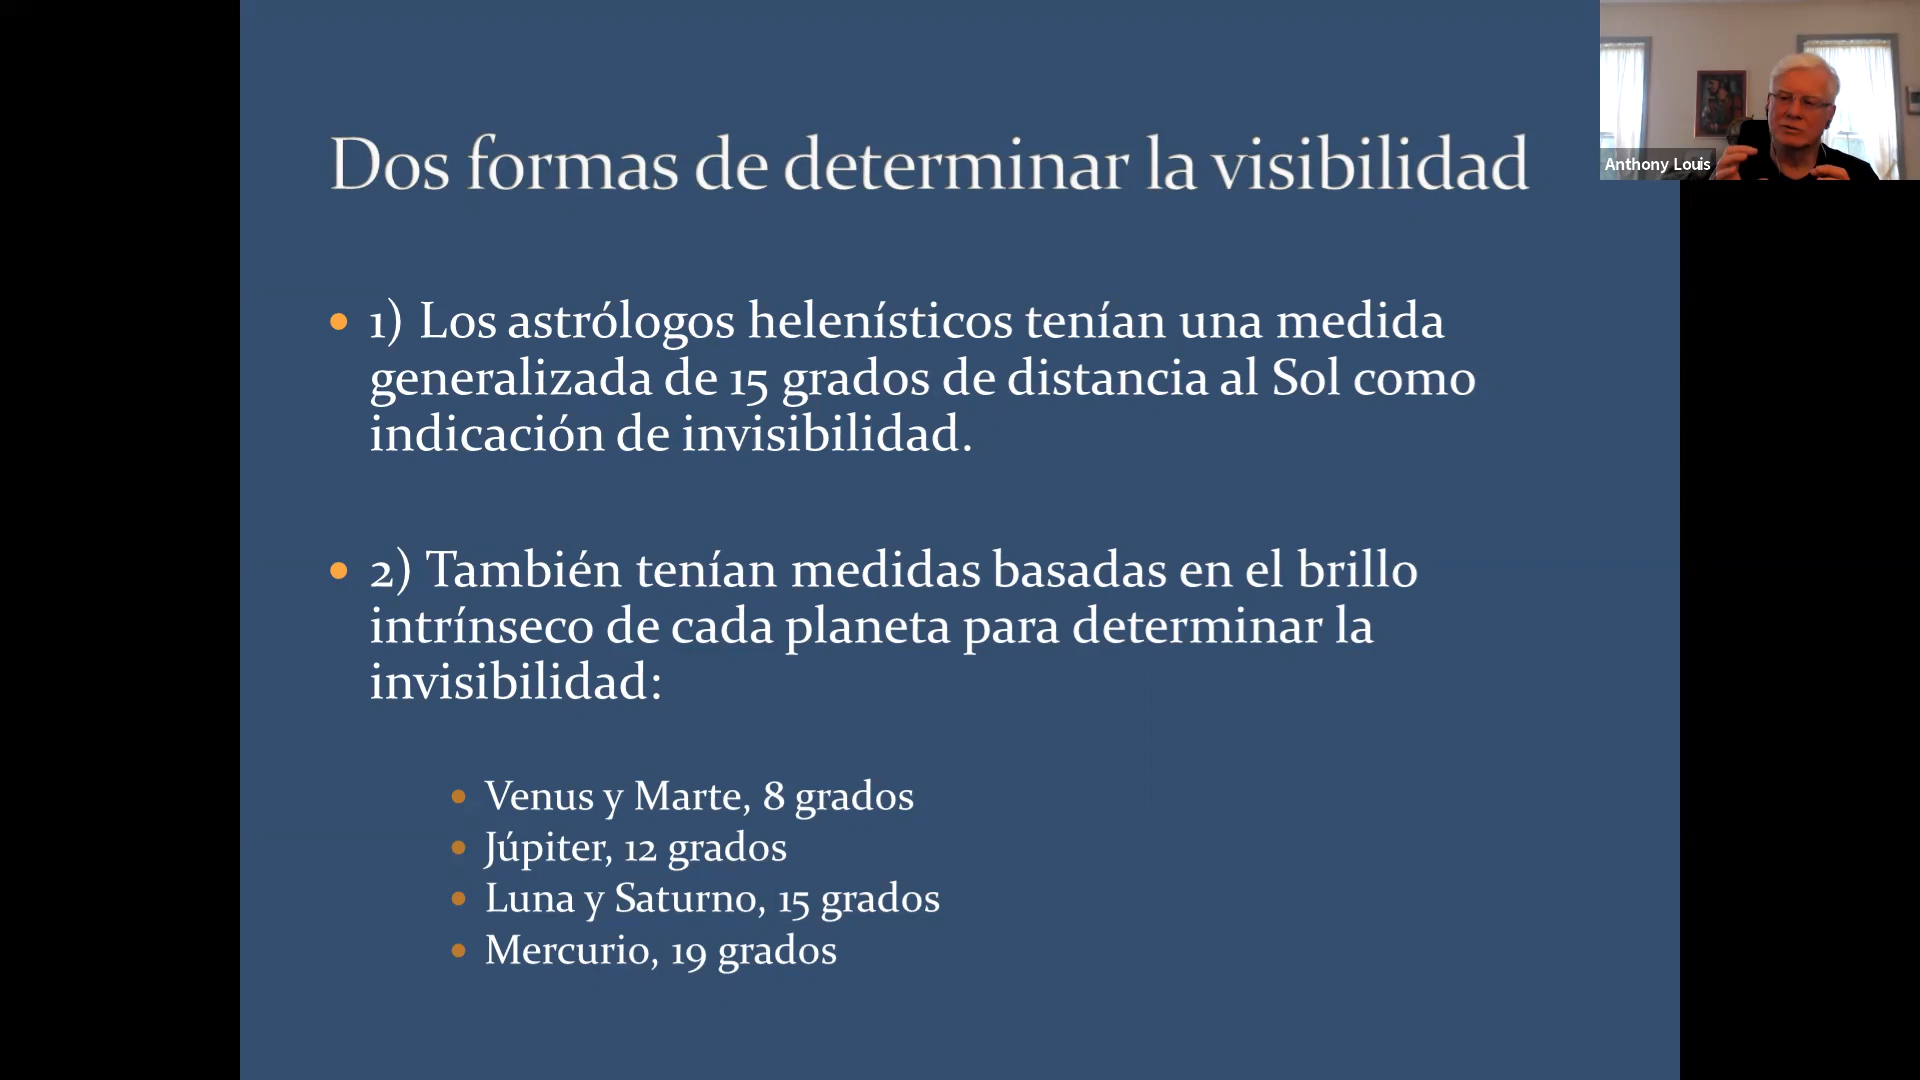 Dos formas de determinar la visibilidad
Anthony Louis
1) Los astrólogos helenísticos tenían una medida
generalizada de 15 grados de distancia al Sol como
indicación de invisibilidad.
2) También tenían medidas basadas en el brillo
intrínseco de cada planeta para determinar la
invisibilidad:
Venus y Marte, 8 grados
Júpiter, 12 grados
Luna y Saturno, 15 grados
Mercurio, 19 grados